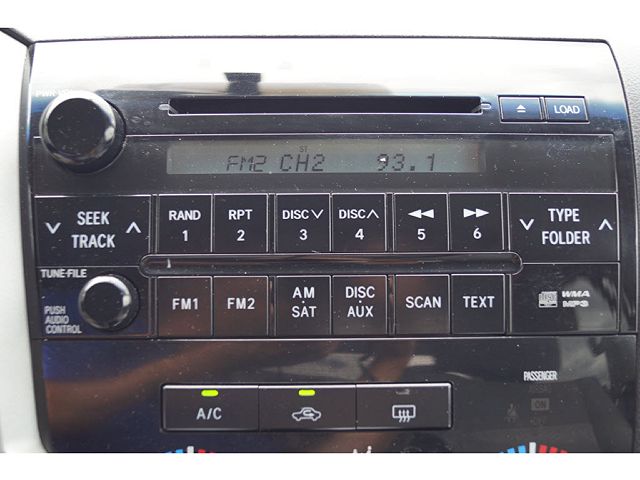 LOAD
ST
FM2 CH2 93.1
SEEK TRACK
RAND 1
RPT 2
DISC 3
DISC 4
5
6
TYPE FOLDER
TUNE·FILE
PUSH AUDIO CONTROL
FM1
FM2
AM SAT
DISC AUX
SCAN
TEXT
WMA
MP3
PASSENGER
A/C
ON